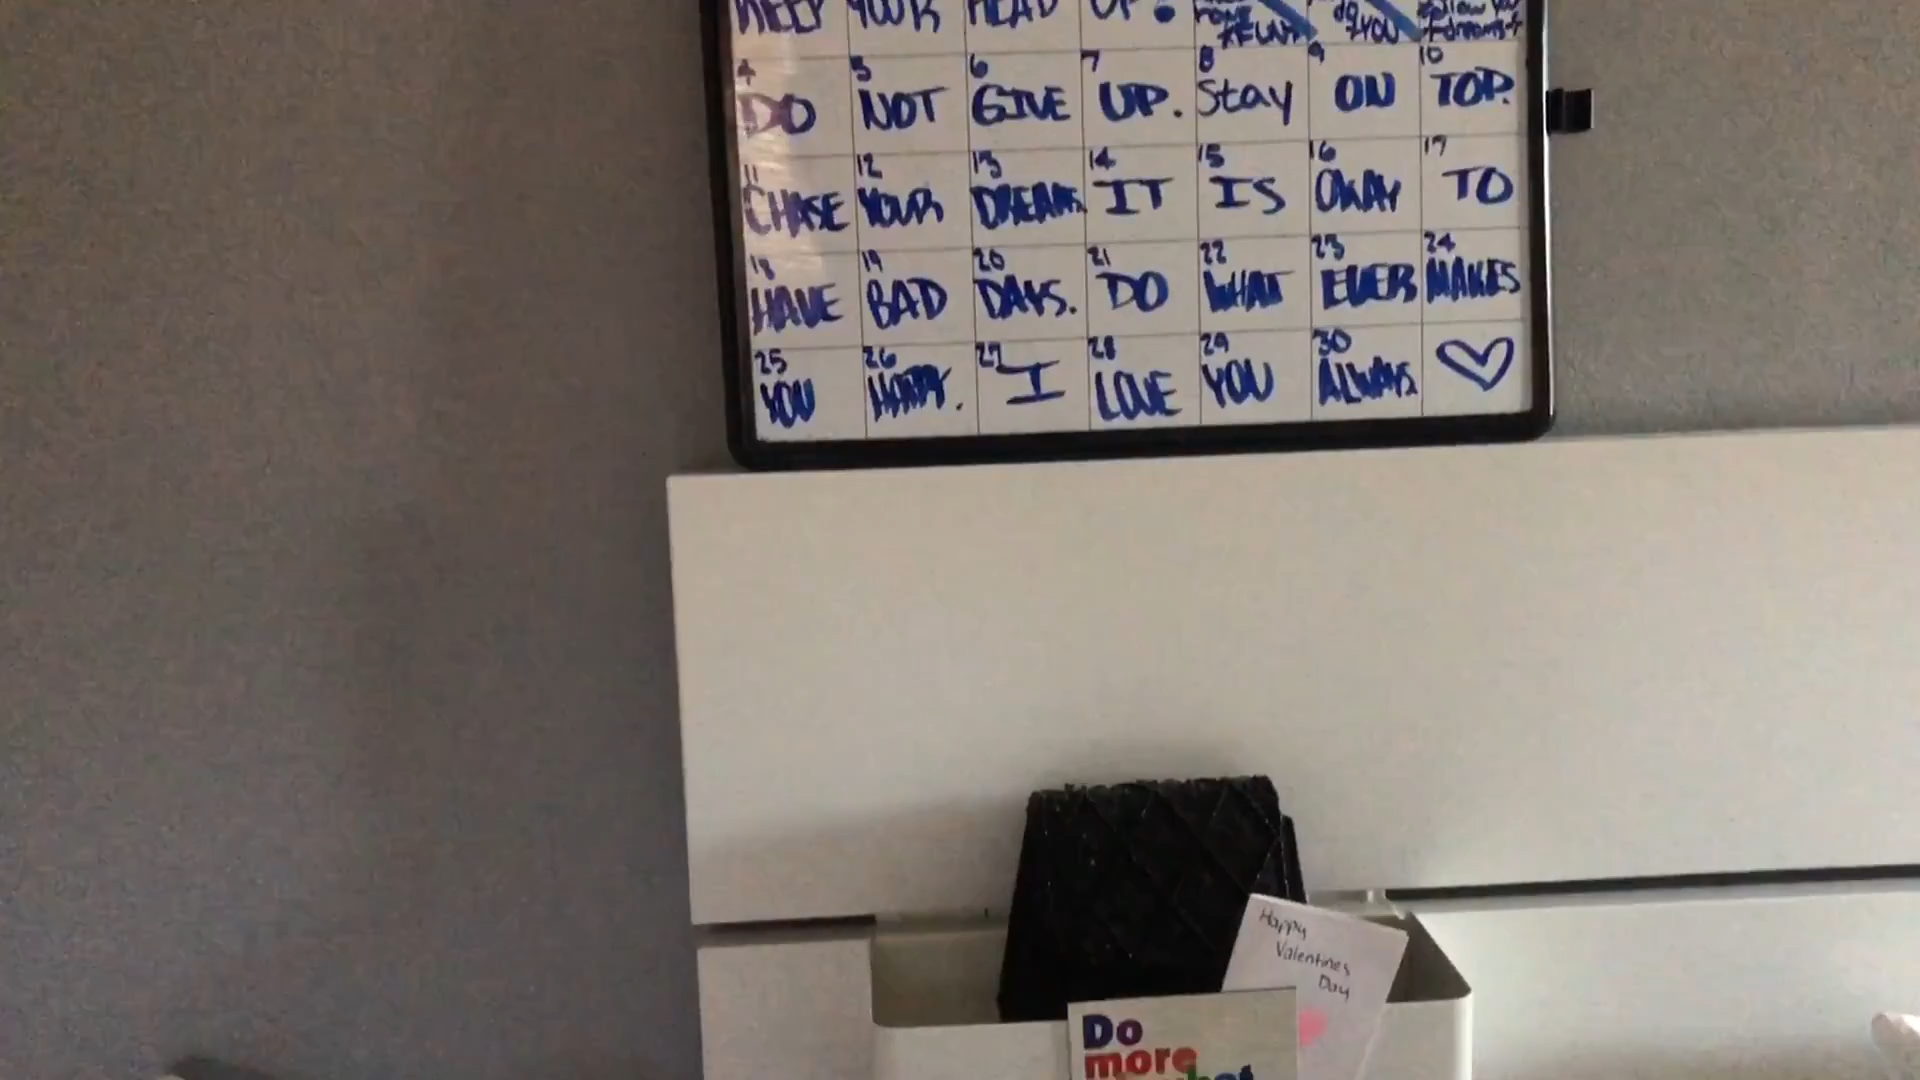 KEEP YOUR HEAD UP!
YOU
4 5 6 7 8 9 10
DO NOT GIVE UP. Stay ON TOP.
11 12 13 14 15 16 17
CHASE YOUR DREAMS. IT IS OKAY TO
18 19 20 21 22 23 24
HAVE BAD DAYS. DO WHAT EVER MAKES
25 26 27 28 29 30
YOU HAPPY. I LOVE YOU ALWAYS.
Happy
Valentines
Day
Do
more